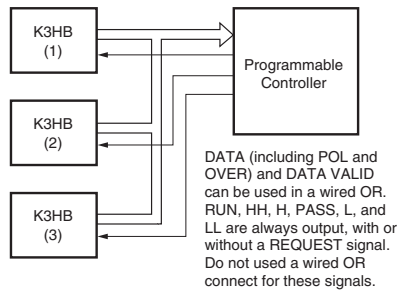 K3HB
(1)
K3HB
(2)
K3HB
(3)
Programmable
Controller
DATA (including POL and
OVER) and DATA VALID
can be used in a wired OR.
RUN, HH, H, PASS, L, and
LL are always output, with or
without a REQUEST signal.
Do not used a wired OR
connect for these signals.